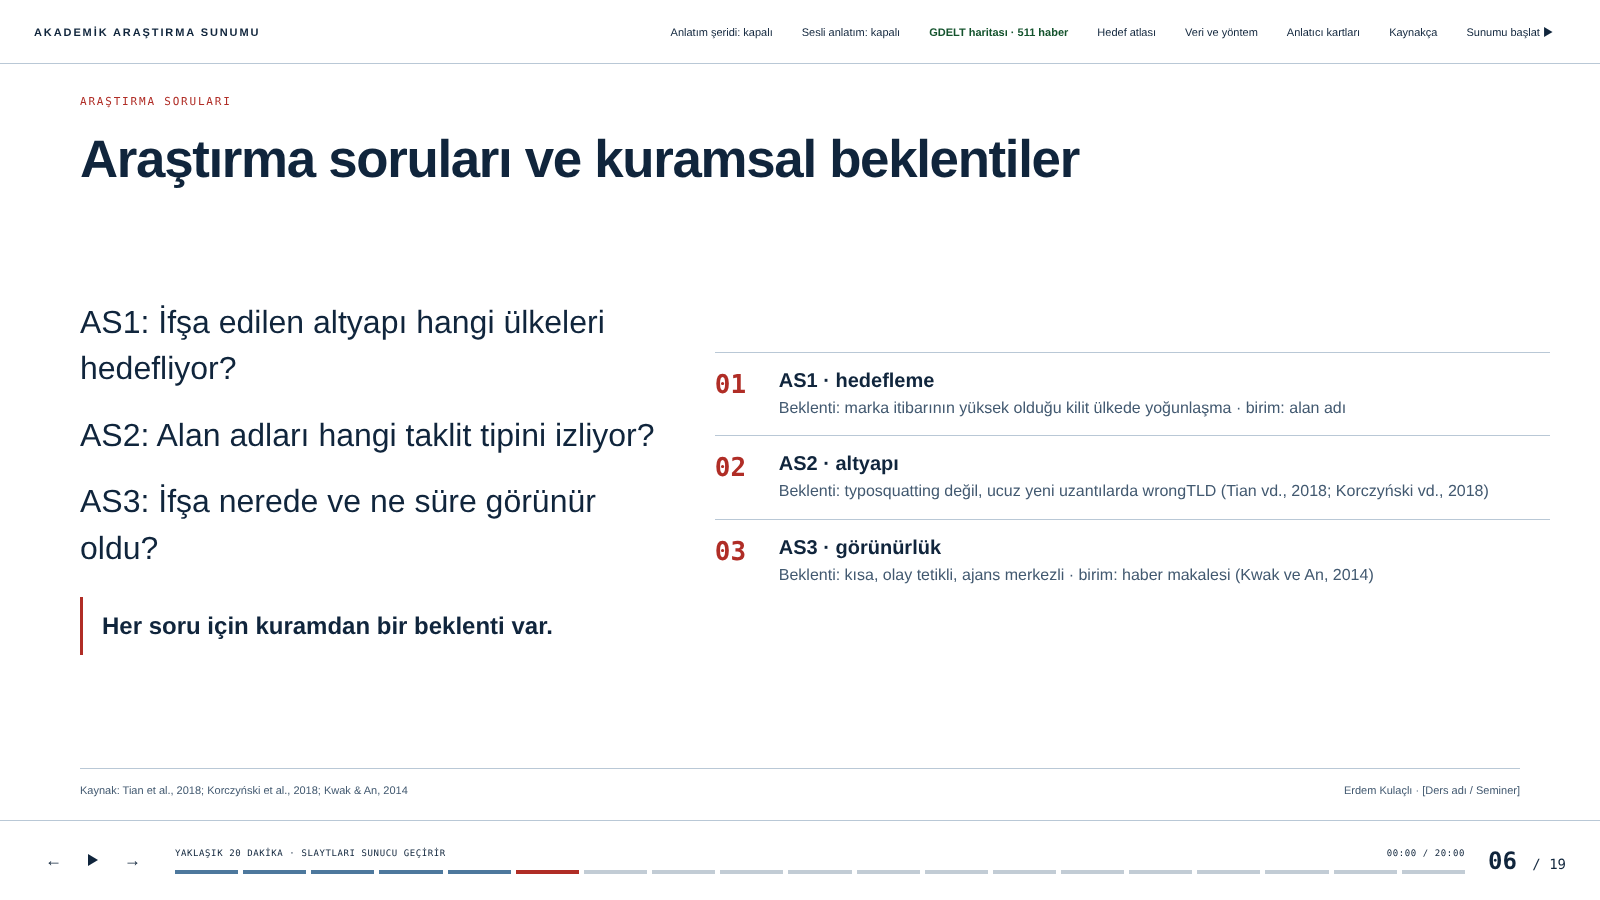 AKADEMİK ARAŞTIRMA SUNUMU
Anlatım şeridi: kapalı
Sesli anlatım: kapalı
GDELT haritası · 511 haber
Hedef atlası
Veri ve yöntem
Anlatıcı kartları
Kaynakça
Sunumu başlat ▶
ARAŞTIRMA SORULARI
Araştırma soruları ve kuramsal beklentiler
AS1: İfşa edilen altyapı hangi ülkeleri
hedefliyor?
AS2: Alan adları hangi taklit tipini izliyor?
AS3: İfşa nerede ve ne süre görünür
oldu?
Her soru için kuramdan bir beklenti var.
01
AS1 · hedefleme
Beklenti: marka itibarının yüksek olduğu kilit ülkede yoğunlaşma · birim: alan adı
02
AS2 · altyapı
Beklenti: typosquatting değil, ucuz yeni uzantılarda wrongTLD (Tian vd., 2018; Korczyński vd., 2018)
03
AS3 · görünürlük
Beklenti: kısa, olay tetikli, ajans merkezli · birim: haber makalesi (Kwak ve An, 2014)
Kaynak: Tian et al., 2018; Korczyński et al., 2018; Kwak & An, 2014
Erdem Kulaçlı · [Ders adı / Seminer]
← ▶ →
YAKLAŞIK 20 DAKİKA · SLAYTLARI SUNUCU GEÇİRİR
00:00 / 20:00
06 / 19